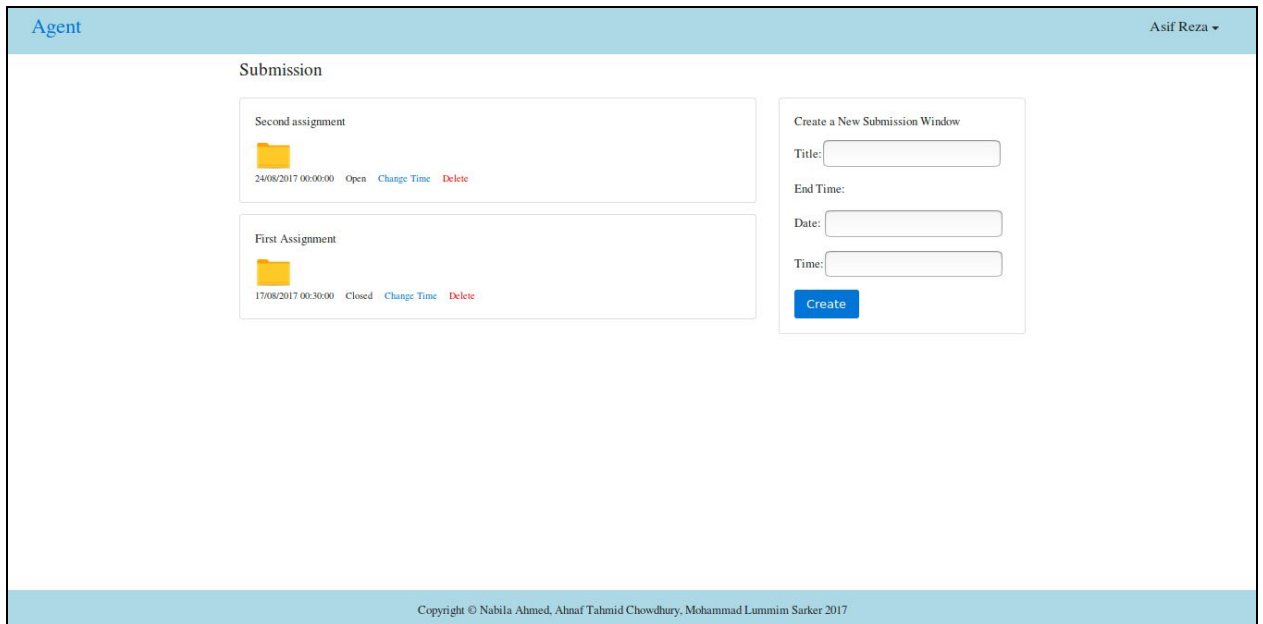 Agent
Asif Reza
Submission
Second assignment
24/08/2017 00:00:00 Open Change Time Delete
First Assignment
17/08/2017 00:30:00 Closed Change Time Delete
Create a New Submission Window
Title:
End Time:
Date:
Time:
Create
Copyright © Nabila Ahmed, Ahnaf Tahmid Chowdhury, Mohammad Lummim Sarker 2017